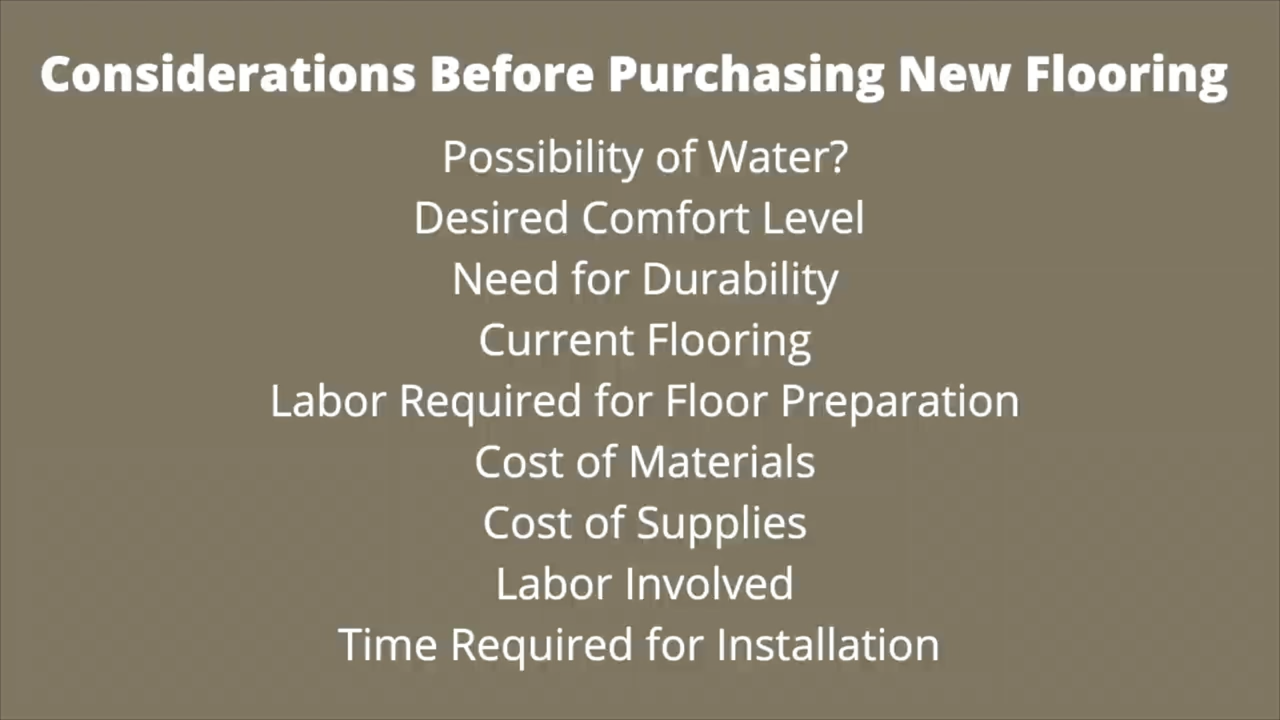 Considerations Before Purchasing New Flooring
Possibility of Water?
Desired Comfort Level
Need for Durability
Current Flooring
Labor Required for Floor Preparation
Cost of Materials
Cost of Supplies
Labor Involved
Time Required for Installation